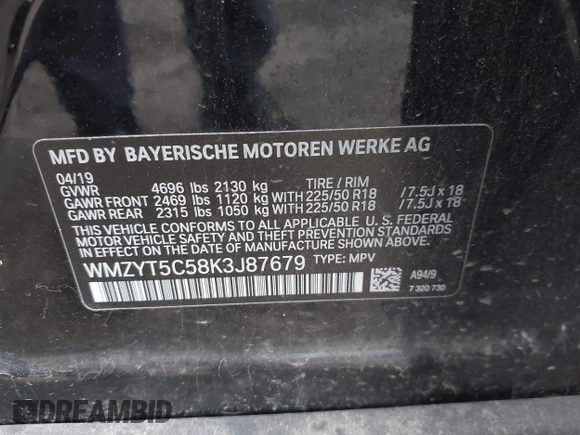 MFD BY BAYERISCHE MOTOREN WERKE AG
04/19
GVWR 4696 lbs 2130 kg TIRE / RIM
GAWR FRONT 2469 lbs 1120 kg WITH 225/50 R18 /7.5J x 18
GAWR REAR 2315 lbs 1050 kg WITH 225/50 R18 /7.5J x 18
THIS VEHICLE CONFORMS TO ALL APPLICABLE U. S. FEDERAL
MOTOR VEHICLE SAFETY, BUMPER, AND THEFT PREVENTION STANDARDS
IN EFFECT ON THE DATE OF MANUFACTURE SHOWN ABOVE.
WMZYT5C58K3J87679 TYPE: MPV
A94/9
7 320 730
DREAMBID